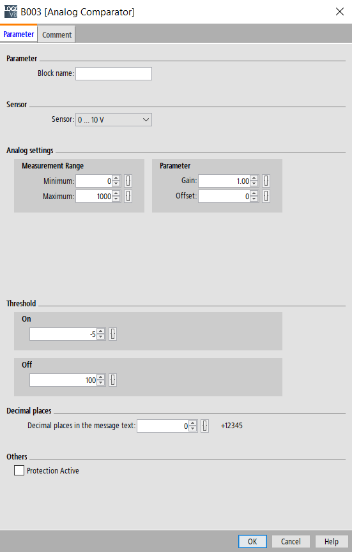 B003 [Analog Comparator]
Parameter Comment
Parameter
Block name:
Sensor
Sensor: 0 ... 10 V
Analog settings
Measurement Range Parameter
Minimum: 0 Gain: 1.00
Maximum: 1000 Offset: 0
Threshold
On
-5
Off
100
Decimal places
Decimal places in the message text: 0 +12345
Others
Protection Active
OK Cancel Help